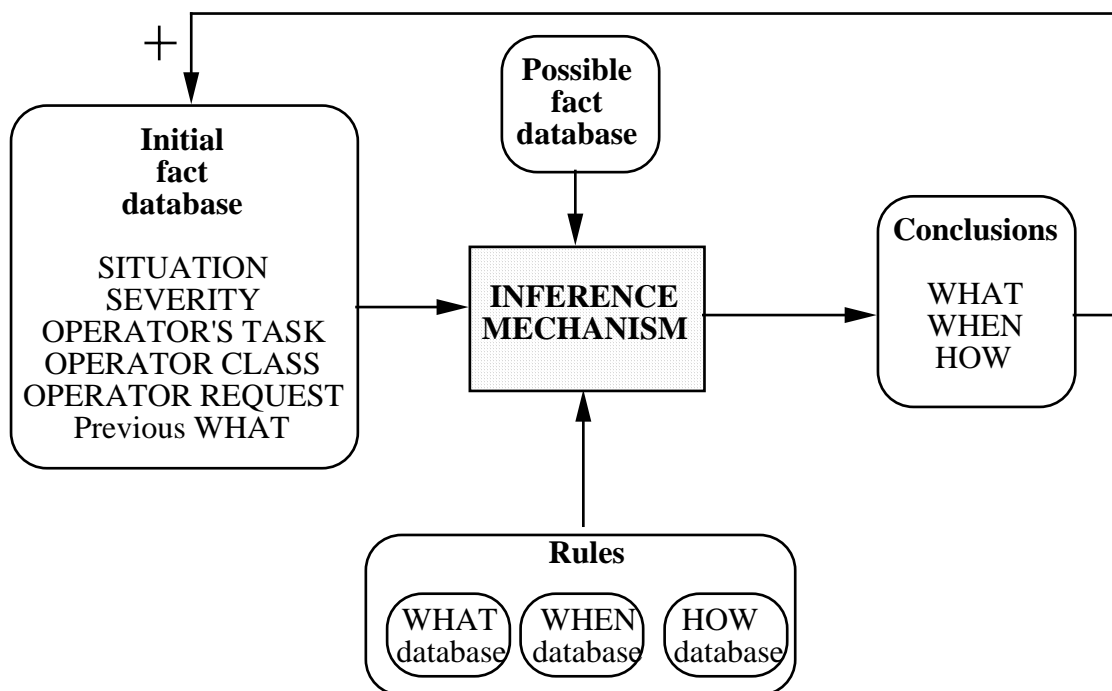 +
Possible
fact
database
Initial
fact
database
SITUATION
SEVERITY
OPERATOR'S TASK
OPERATOR CLASS
OPERATOR REQUEST
Previous WHAT
INFERENCE
MECHANISM
Conclusions
WHAT
WHEN
HOW
Rules
WHAT
database
WHEN
database
HOW
database